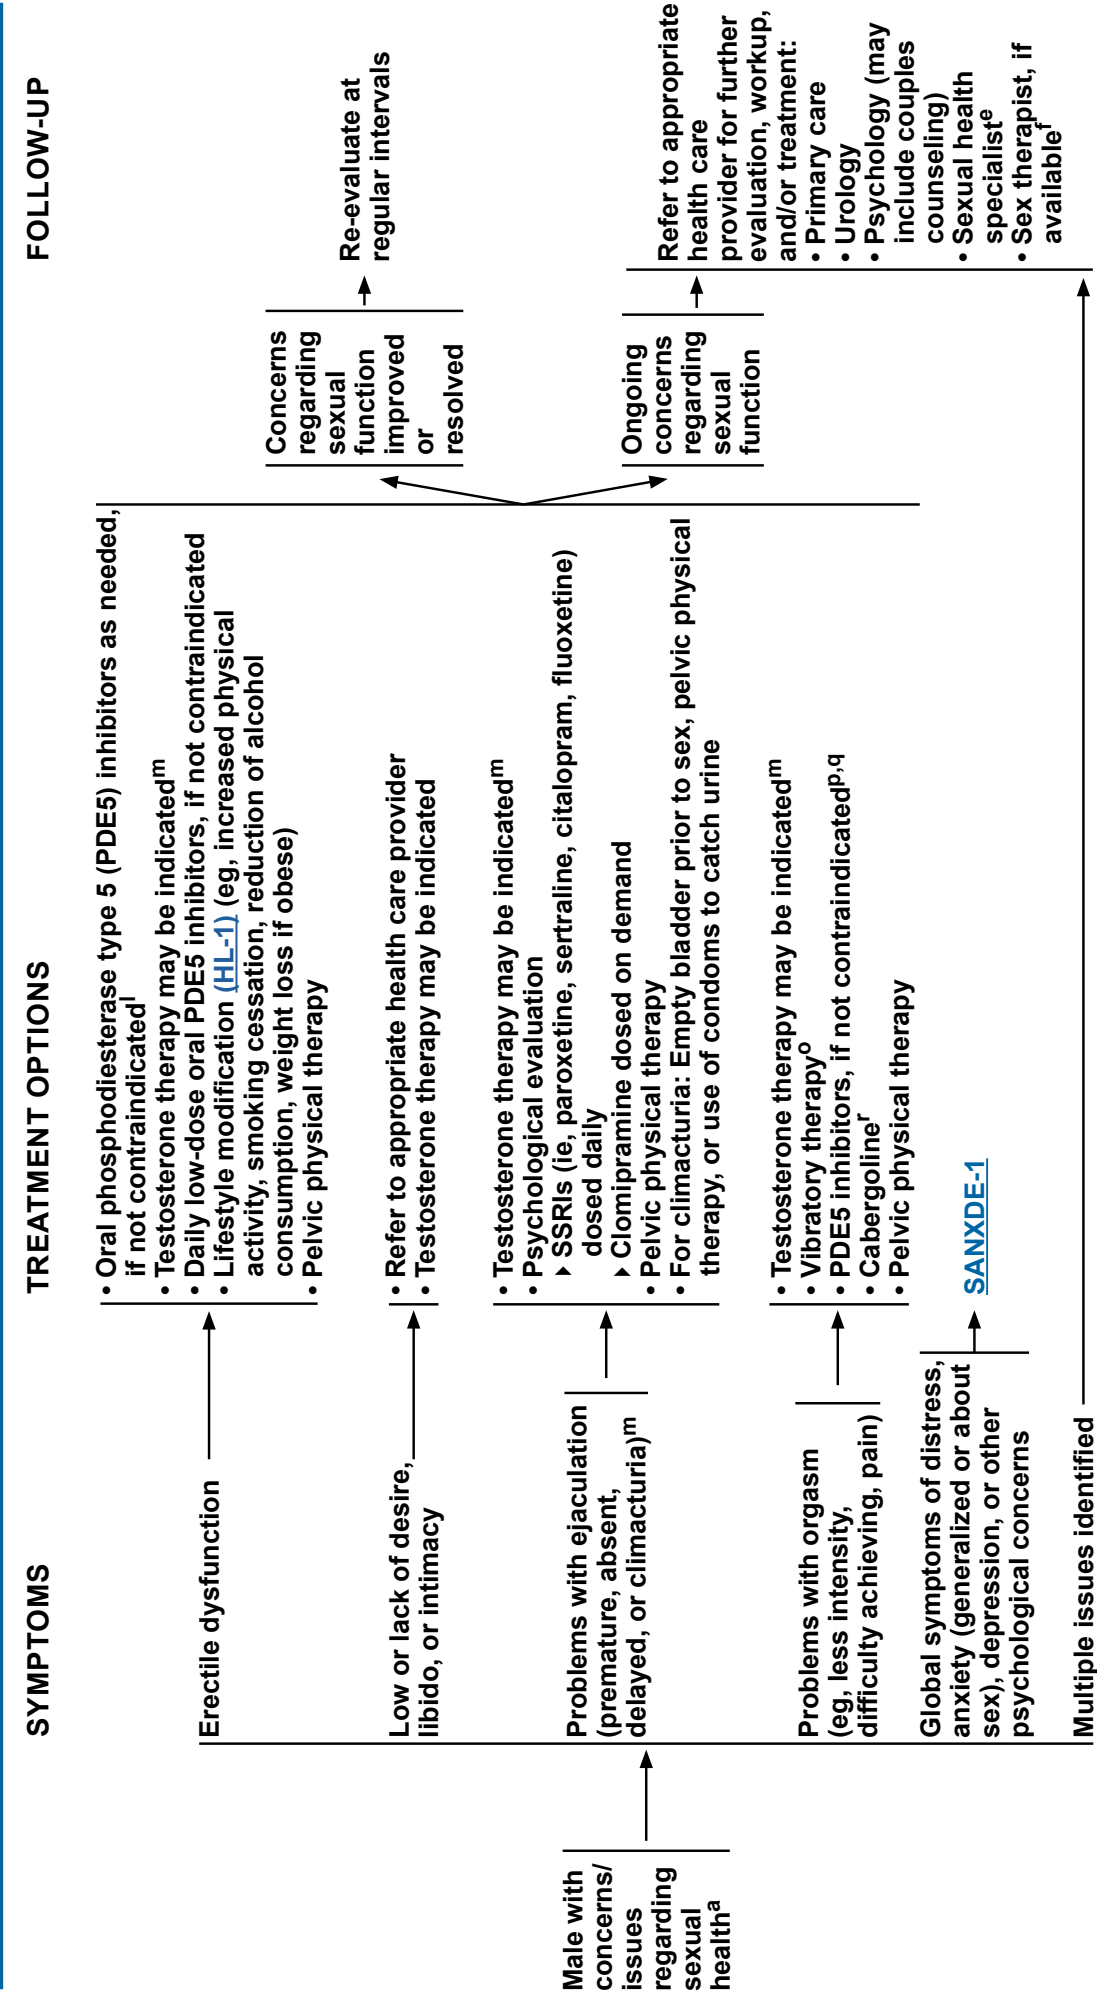 SYMPTOMS
TREATMENT OPTIONS
FOLLOW-UP
Male with
concerns/
issues
regarding
sexual
healthᵃ
Erectile dysfunction
• Oral phosphodiesterase type 5 (PDE5) inhibitors as needed,
if not contraindicatedˡ
• Testosterone therapy may be indicatedᵐ
• Daily low-dose oral PDE5 inhibitors, if not contraindicated
• Lifestyle modification (HL-1) (eg, increased physical
activity, smoking cessation, reduction of alcohol
consumption, weight loss if obese)
• Pelvic physical therapy
Low or lack of desire,
libido, or intimacy
• Refer to appropriate health care provider
• Testosterone therapy may be indicated
Problems with ejaculation
(premature, absent,
delayed, or climacturia)ᵐ
• Testosterone therapy may be indicatedᵐ
• Psychological evaluation
▸ SSRIs (ie, paroxetine, sertraline, citalopram, fluoxetine)
dosed daily
▸ Clomipramine dosed on demand
• Pelvic physical therapy
• For climacturia: Empty bladder prior to sex, pelvic physical
therapy, or use of condoms to catch urine
Problems with orgasm
(eg, less intensity,
difficulty achieving, pain)
• Testosterone therapy may be indicatedᵐ
• Vibratory therapyᵒ
• PDE5 inhibitors, if not contraindicatedᵖ,q
• Cabergolineʳ
• Pelvic physical therapy
Global symptoms of distress,
anxiety (generalized or about
sex), depression, or other
psychological concerns
SANXDE-1
Multiple issues identified
Concerns
regarding
sexual
function
improved
or
resolved
Re-evaluate at
regular intervals
Ongoing
concerns
regarding
sexual
function
Refer to appropriate
health care
provider for further
evaluation, workup,
and/or treatment:
• Primary care
• Urology
• Psychology (may
include couples
counseling)
• Sexual health
specialistᵉ
• Sex therapist, if
availableᶠ